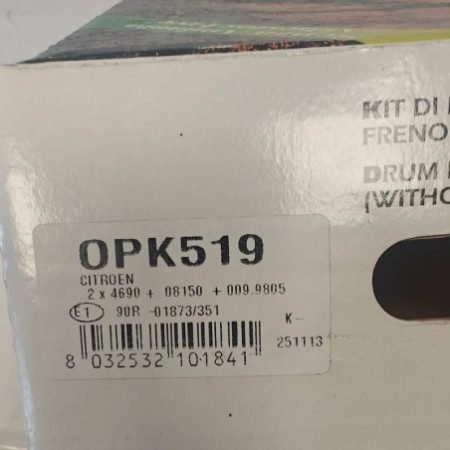 KIT DI
FRENO
DRUM
(WITHO
OPK519
CITROEN
2 x 4690 + 08150 + 009.9805
E1 90R -01873/351
K-
251113
8 032532 101841